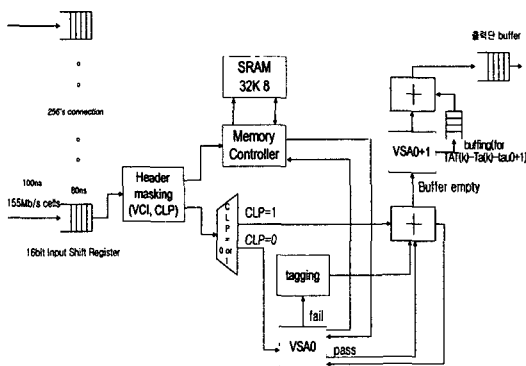 출력단 buffer
SRAM
32K 8
256's connection
Memory
Controller
VSA0+1
buffing(for
TAT(k)-Ta(k)-tau0+1)
Buffer empty
100ns
80ns
155Mb/s cells
Header
masking
(VCI, CLP)
16bit Input Shift Register
C
L
P
=
0 or
1
CLP=1
CLP=0
tagging
fail
VSA0
pass
+
+